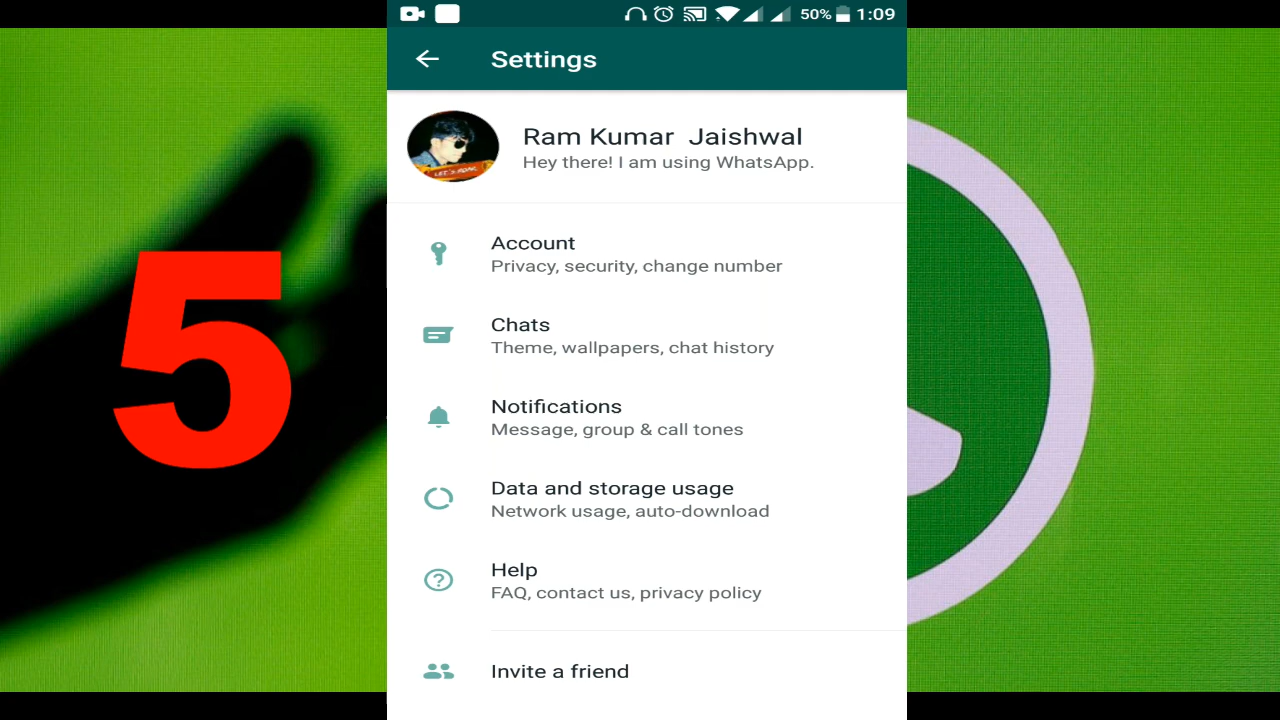 50% 1:09
Settings
Ram Kumar  Jaishwal
Hey there! I am using WhatsApp.
LET'S ROAR
Account
Privacy, security, change number
Chats
Theme, wallpapers, chat history
Notifications
Message, group & call tones
5
Data and storage usage
Network usage, auto-download
Help
FAQ, contact us, privacy policy
Invite a friend